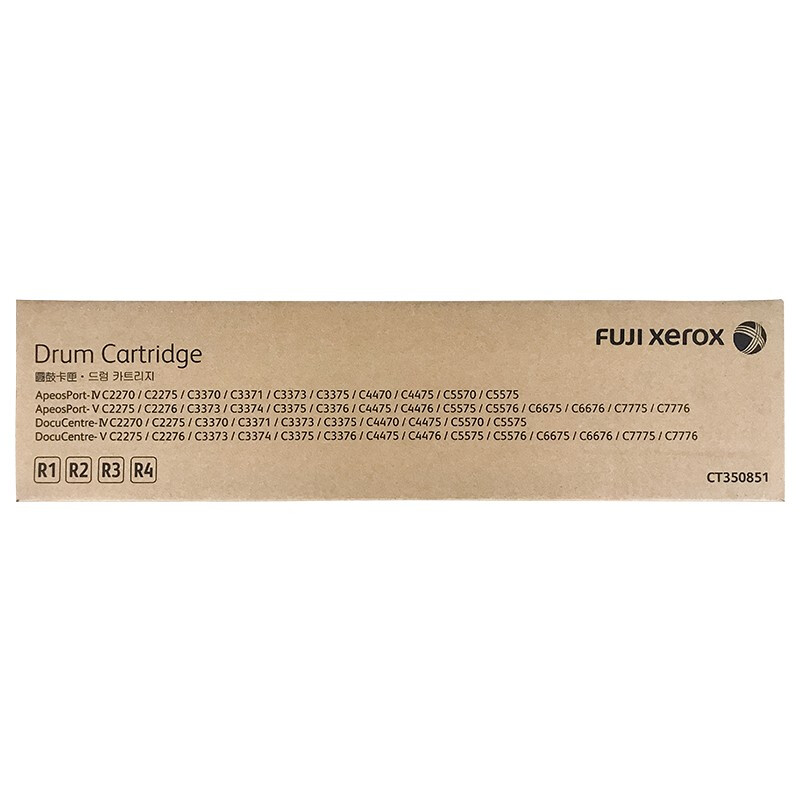 FUJI xerox
Drum Cartridge
圓鼓卡匣・드럼 카트리지
ApeosPort-Ⅳ C2270 / C2275 / C3370 / C3371 / C3373 / C3375 / C4470 / C4475 / C5570 / C5575
ApeosPort-Ⅴ C2275 / C2276 / C3373 / C3374 / C3375 / C3376 / C4475 / C4476 / C5575 / C5576 / C6675 / C6676 / C7775 / C7776
DocuCentre-Ⅳ C2270 / C2275 / C3370 / C3371 / C3373 / C3375 / C4470 / C4475 / C5570 / C5575
DocuCentre-Ⅴ C2275 / C2276 / C3373 / C3374 / C3375 / C3376 / C4475 / C4476 / C5575 / C5576 / C6675 / C6676 / C7775 / C7776
R1 R2 R3 R4
CT350851